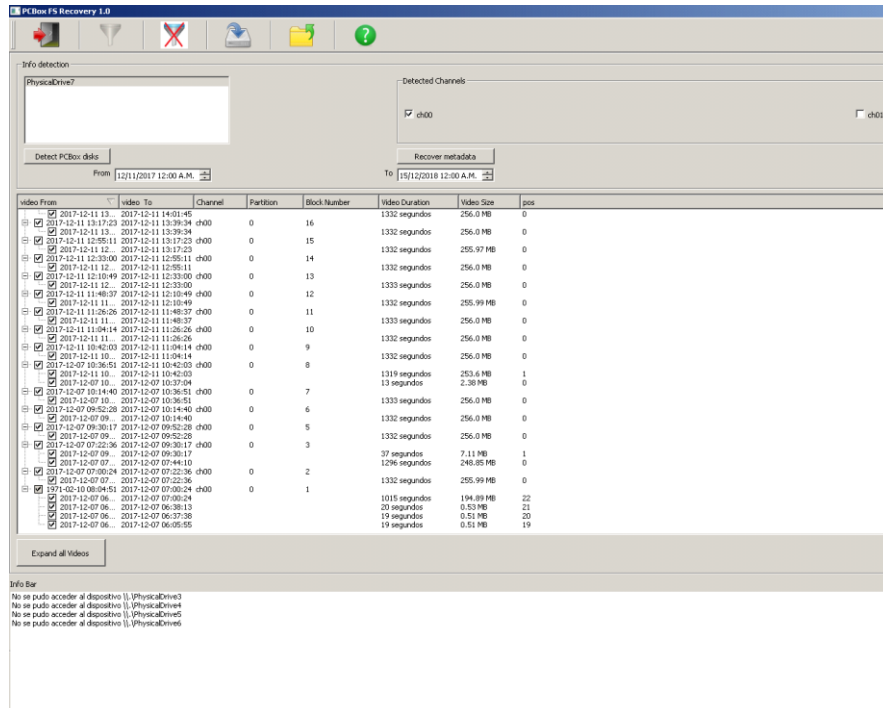 PCBox FS Recovery 1.0
Info detection
PhysicalDrive7
Detected Channels
ch00
ch01
Detect PCBox disks
Recover metadata
From 12/11/2017 12:00 A.M.
To 15/12/2018 12:00 A.M.
video From video To Channel Partition Block Number Video Duration Video Size pos
2017-12-11 13... 2017-12-11 14:01:45 1332 segundos 256.0 MB 0
2017-12-11 13:17:23 2017-12-11 13:39:34 ch00 0 16
2017-12-11 13... 2017-12-11 13:39:34 1332 segundos 256.0 MB 0
2017-12-11 12:55:11 2017-12-11 13:17:23 ch00 0 15
2017-12-11 12... 2017-12-11 13:17:23 1332 segundos 255.97 MB 0
2017-12-11 12:33:00 2017-12-11 12:55:11 ch00 0 14
2017-12-11 12... 2017-12-11 12:55:11 1332 segundos 256.0 MB 0
2017-12-11 12:10:49 2017-12-11 12:33:00 ch00 0 13
2017-12-11 12... 2017-12-11 12:33:00 1333 segundos 256.0 MB 0
2017-12-11 11:48:37 2017-12-11 12:10:49 ch00 0 12
2017-12-11 11... 2017-12-11 12:10:49 1332 segundos 255.99 MB 0
2017-12-11 11:26:26 2017-12-11 11:48:37 ch00 0 11
2017-12-11 11... 2017-12-11 11:48:37 1333 segundos 256.0 MB 0
2017-12-11 11:04:14 2017-12-11 11:26:26 ch00 0 10
2017-12-11 11... 2017-12-11 11:26:26 1332 segundos 256.0 MB 0
2017-12-11 10:42:03 2017-12-11 11:04:14 ch00 0 9
2017-12-11 10... 2017-12-11 11:04:14 1332 segundos 256.0 MB 0
2017-12-07 10:36:51 2017-12-11 10:42:03 ch00 0 8
2017-12-11 10... 2017-12-11 10:42:03 1319 segundos 253.6 MB 1
2017-12-07 10... 2017-12-07 10:37:04 13 segundos 2.38 MB 0
2017-12-07 10:14:40 2017-12-07 10:36:51 ch00 0 7
2017-12-07 10... 2017-12-07 10:36:51 1333 segundos 256.0 MB 0
2017-12-07 09:52:28 2017-12-07 10:14:40 ch00 0 6
2017-12-07 09... 2017-12-07 10:14:40 1332 segundos 256.0 MB 0
2017-12-07 09:30:17 2017-12-07 09:52:28 ch00 0 5
2017-12-07 09... 2017-12-07 09:52:28 1332 segundos 256.0 MB 0
2017-12-07 07:22:36 2017-12-07 09:30:17 ch00 0 3
2017-12-07 09... 2017-12-07 09:30:17 37 segundos 7.11 MB 1
2017-12-07 07... 2017-12-07 07:44:10 1296 segundos 248.85 MB 0
2017-12-07 07:00:24 2017-12-07 07:22:36 ch00 0 2
2017-12-07 07... 2017-12-07 07:22:36 1332 segundos 255.99 MB 0
1971-02-10 08:04:51 2017-12-07 07:00:24 ch00 0 1
2017-12-07 06... 2017-12-07 07:00:24 1015 segundos 194.89 MB 22
2017-12-07 06... 2017-12-07 06:38:13 20 segundos 0.53 MB 21
2017-12-07 06... 2017-12-07 06:37:38 19 segundos 0.51 MB 20
2017-12-07 06... 2017-12-07 06:05:55 19 segundos 0.51 MB 19
Expand all Videos
Info Bar
No se pudo acceder al dispositivo \\.\PhysicalDrive3
No se pudo acceder al dispositivo \\.\PhysicalDrive4
No se pudo acceder al dispositivo \\.\PhysicalDrive5
No se pudo acceder al dispositivo \\.\PhysicalDrive6